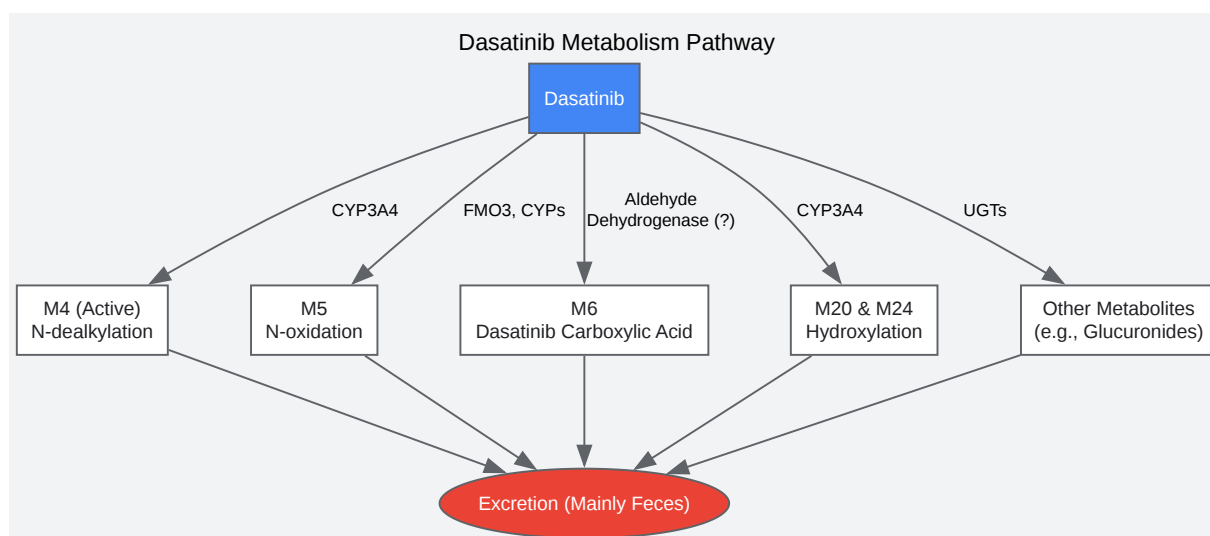 Dasatinib Metabolism Pathway
Dasatinib
CYP3A4
FMO3, CYPs
Aldehyde
Dehydrogenase (?)
CYP3A4
UGTs
M4 (Active)
N-dealkylation
M5
N-oxidation
M6
Dasatinib Carboxylic Acid
M20 & M24
Hydroxylation
Other Metabolites
(e.g., Glucuronides)
Excretion (Mainly Feces)